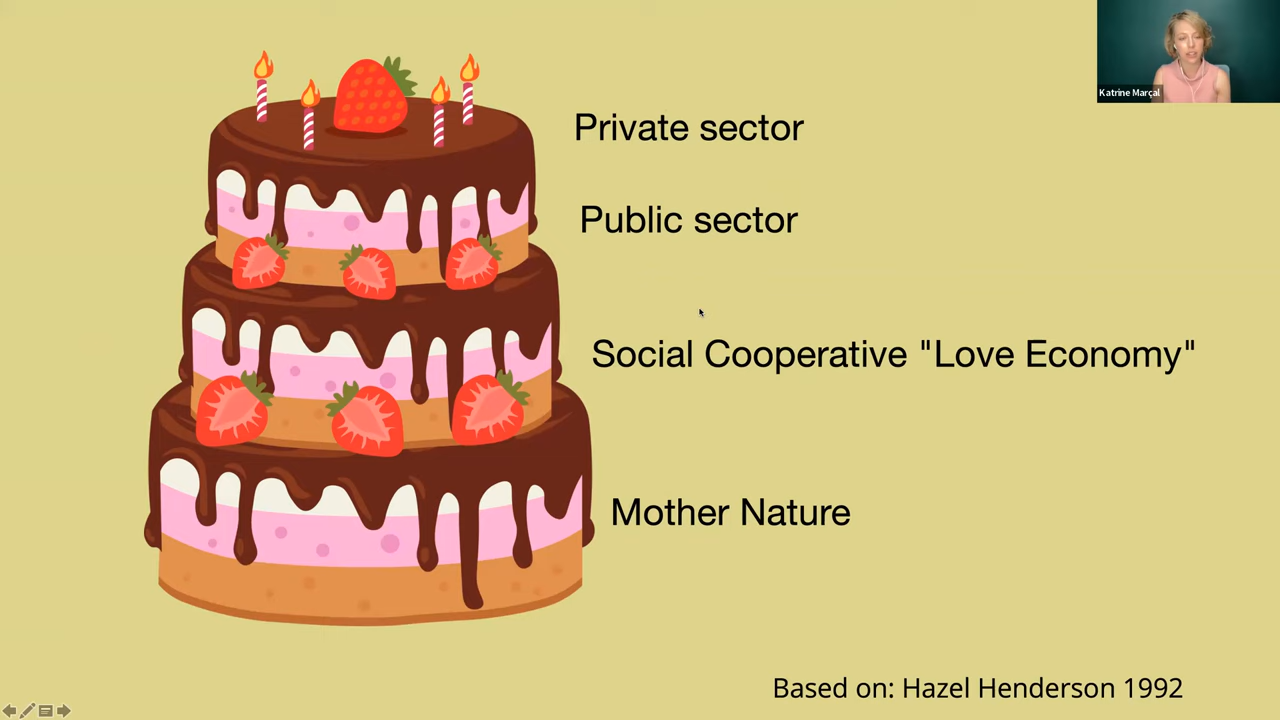 Katrine Marçal
Private sector
Public sector
Social Cooperative "Love Economy"
Mother Nature
Based on: Hazel Henderson 1992